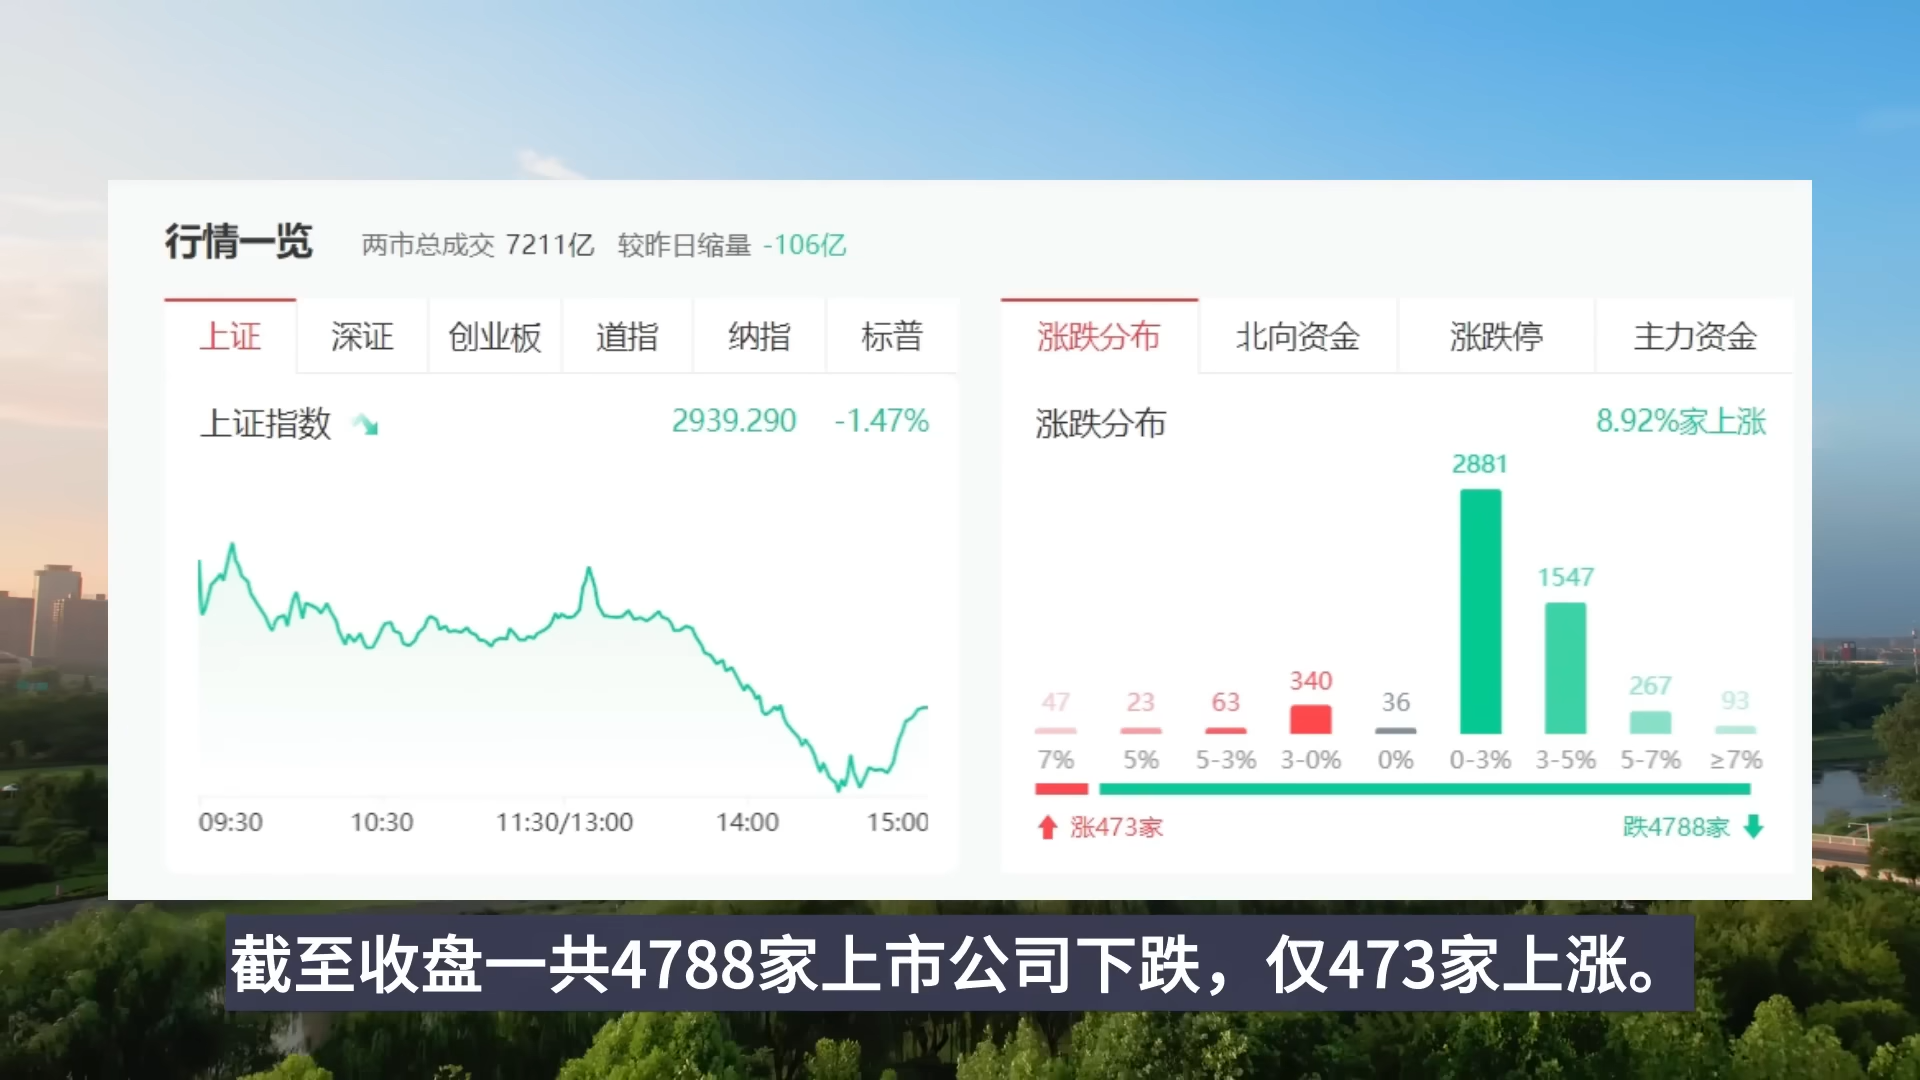 行情一览 两市总成交 7211亿 较昨日缩量 -106亿
上证 深证 创业板 道指 纳指 标普
上证指数 2939.290 -1.47%
09:30 10:30 11:30/13:00 14:00 15:00
涨跌分布 北向资金 涨跌停 主力资金
涨跌分布 8.92%家上涨
47 23 63 340 36 2881 1547 267 93
7% 5% 5-3% 3-0% 0% 0-3% 3-5% 5-7% ≥7%
涨473家 跌4788家
截至收盘一共4788家上市公司下跌，仅473家上涨。